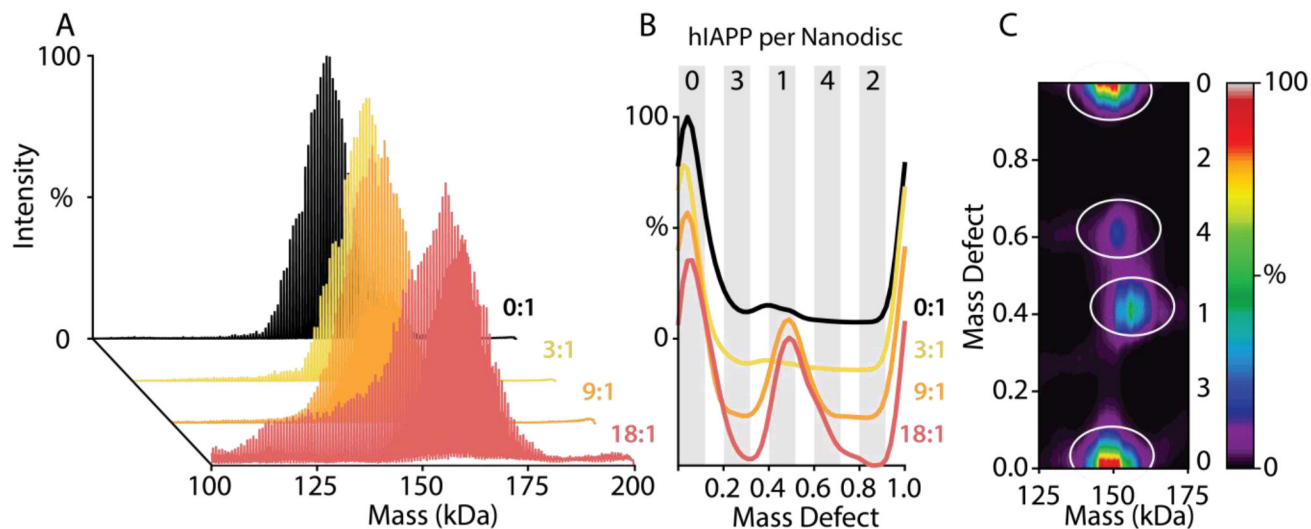 A
B
C
hIAPP per Nanodisc
0 3 1 4 2
100
%
0
Intensity
0:1
3:1
9:1
18:1
100 125 150 175 200
Mass (kDa)
100
%
0
0:1
3:1
9:1
18:1
0.2 0.4 0.6 0.8 1.0
Mass Defect
0.8
0.6
0.4
0.2
0.0
Mass Defect
0
2
4
1
3
0
100
%
0
125 150 175
Mass (kDa)